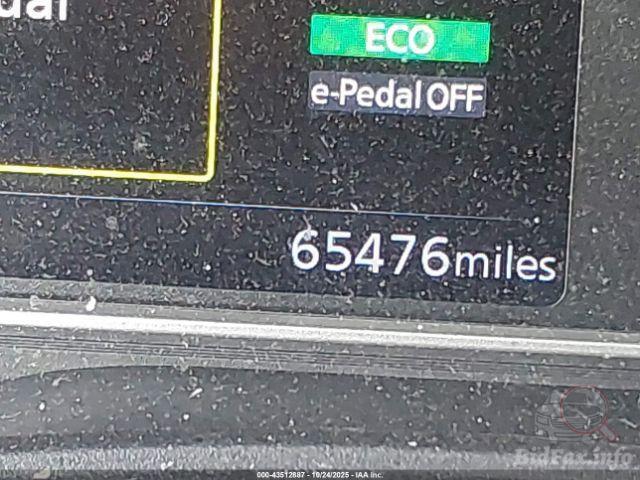 ECO
e-Pedal OFF
65476miles
BidFax.info
000-43512887 - 10/24/2025 - IAA Inc.